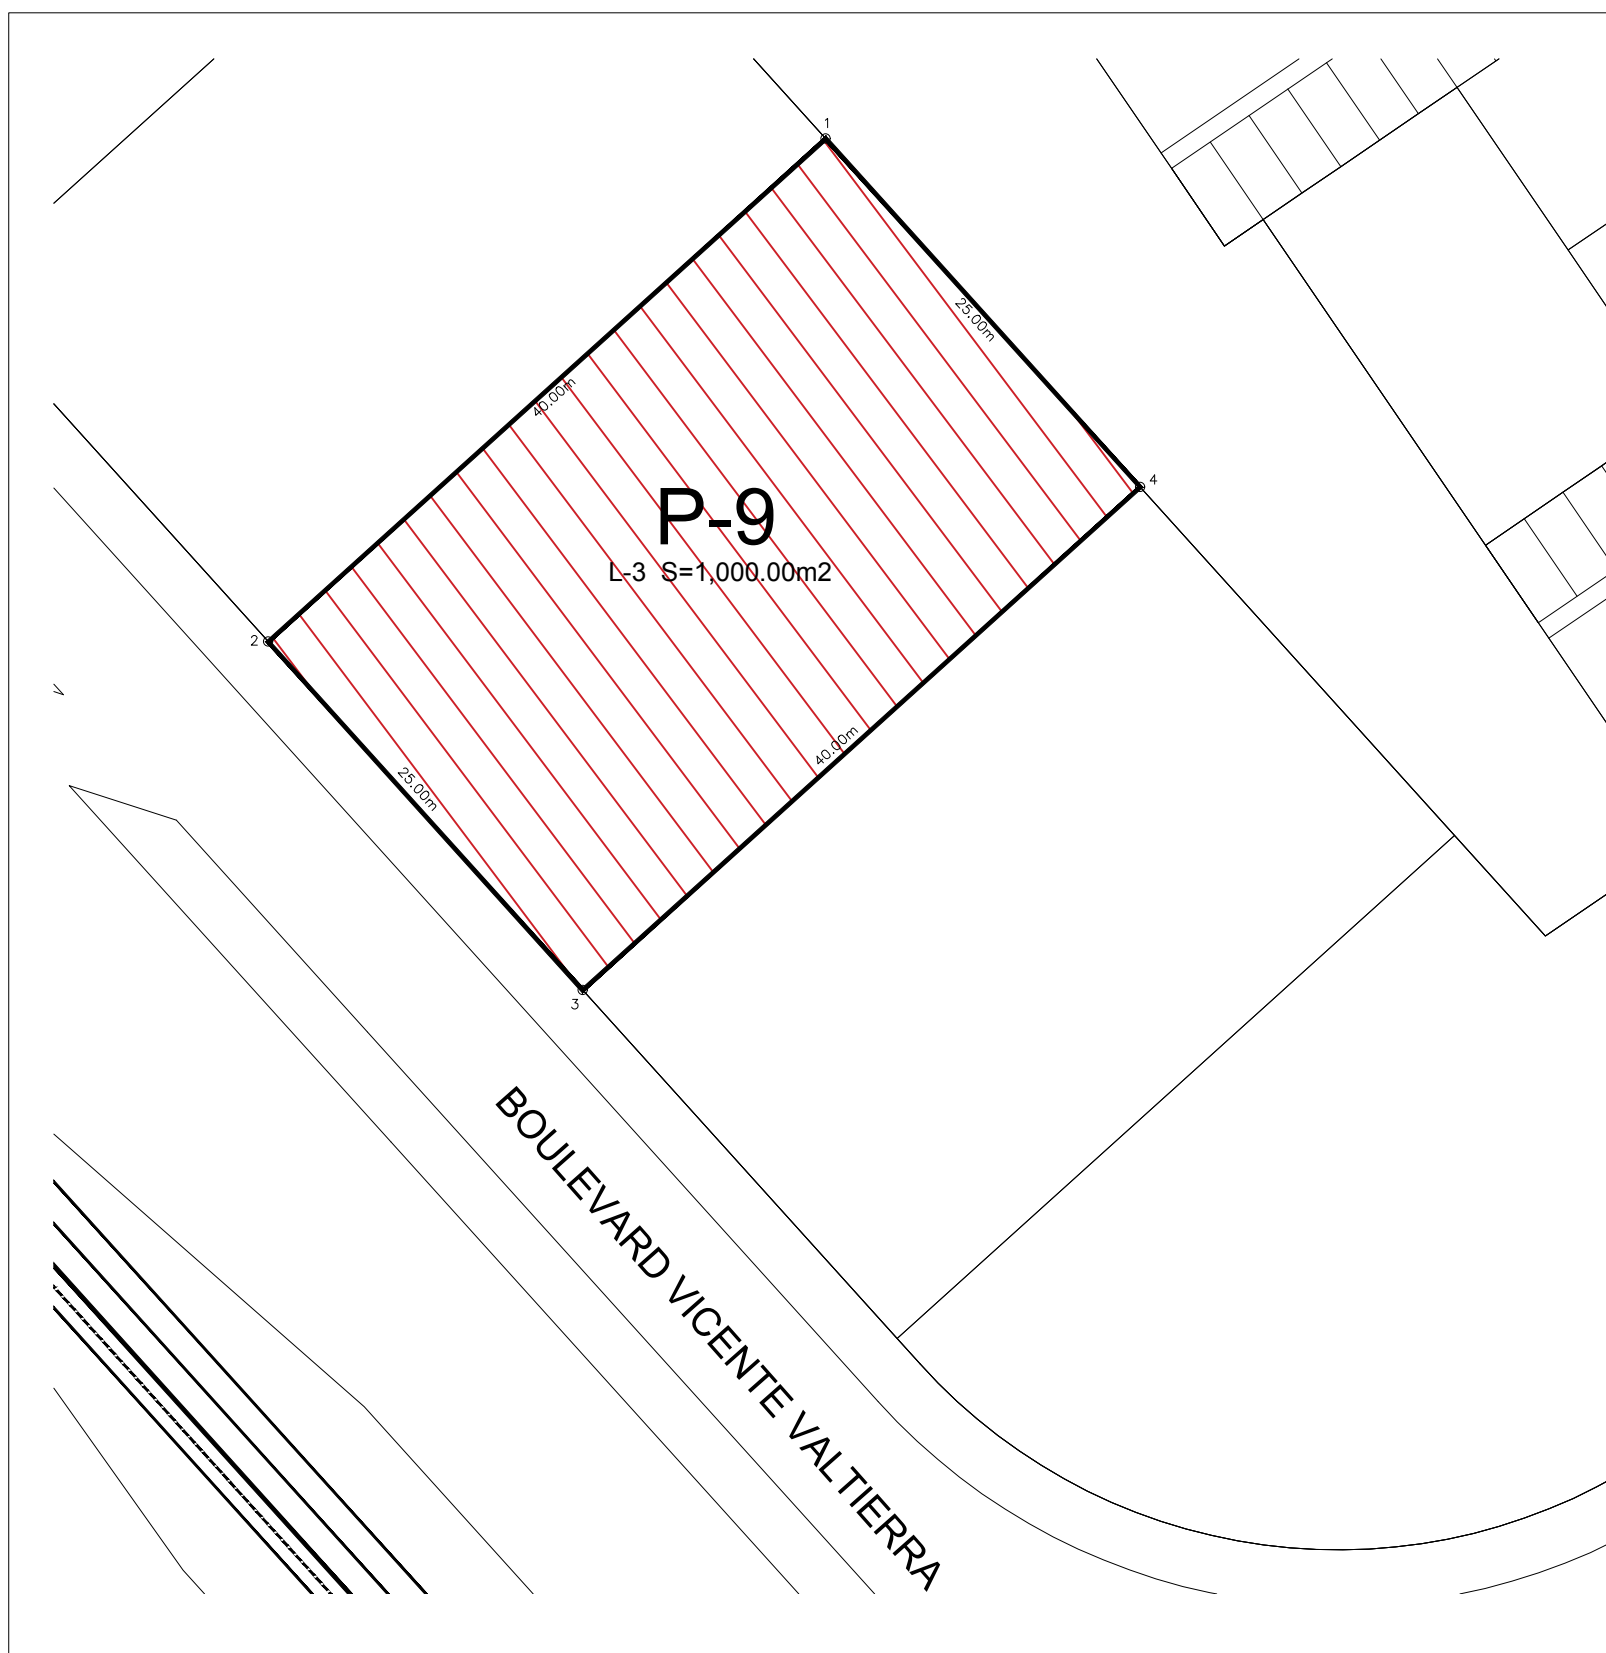 1
25.00m
40.00m
4
P-9
L-3 S=1,000.00m2
2
40.00m
25.00m
3
BOULEVARD VICENTE VALTIERRA